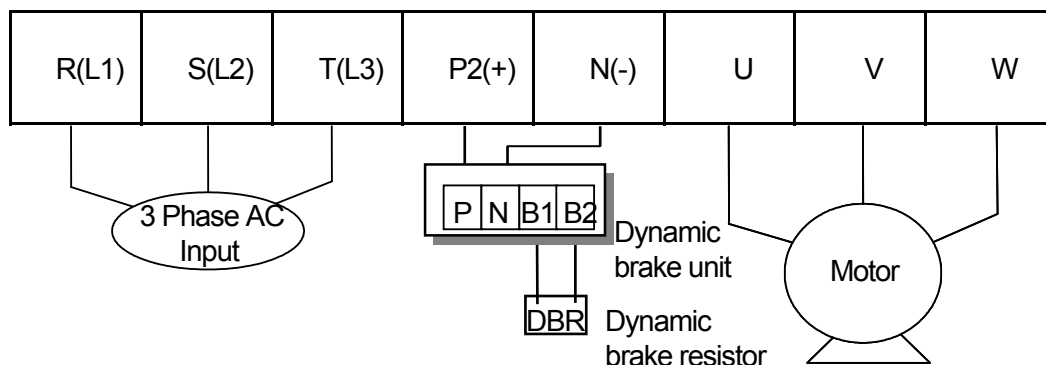 R(L1) S(L2) T(L3) P2(+) N(-) U V W
3 Phase AC
Input
P N B1 B2
Dynamic
brake unit
Motor
DBR
Dynamic
brake resistor